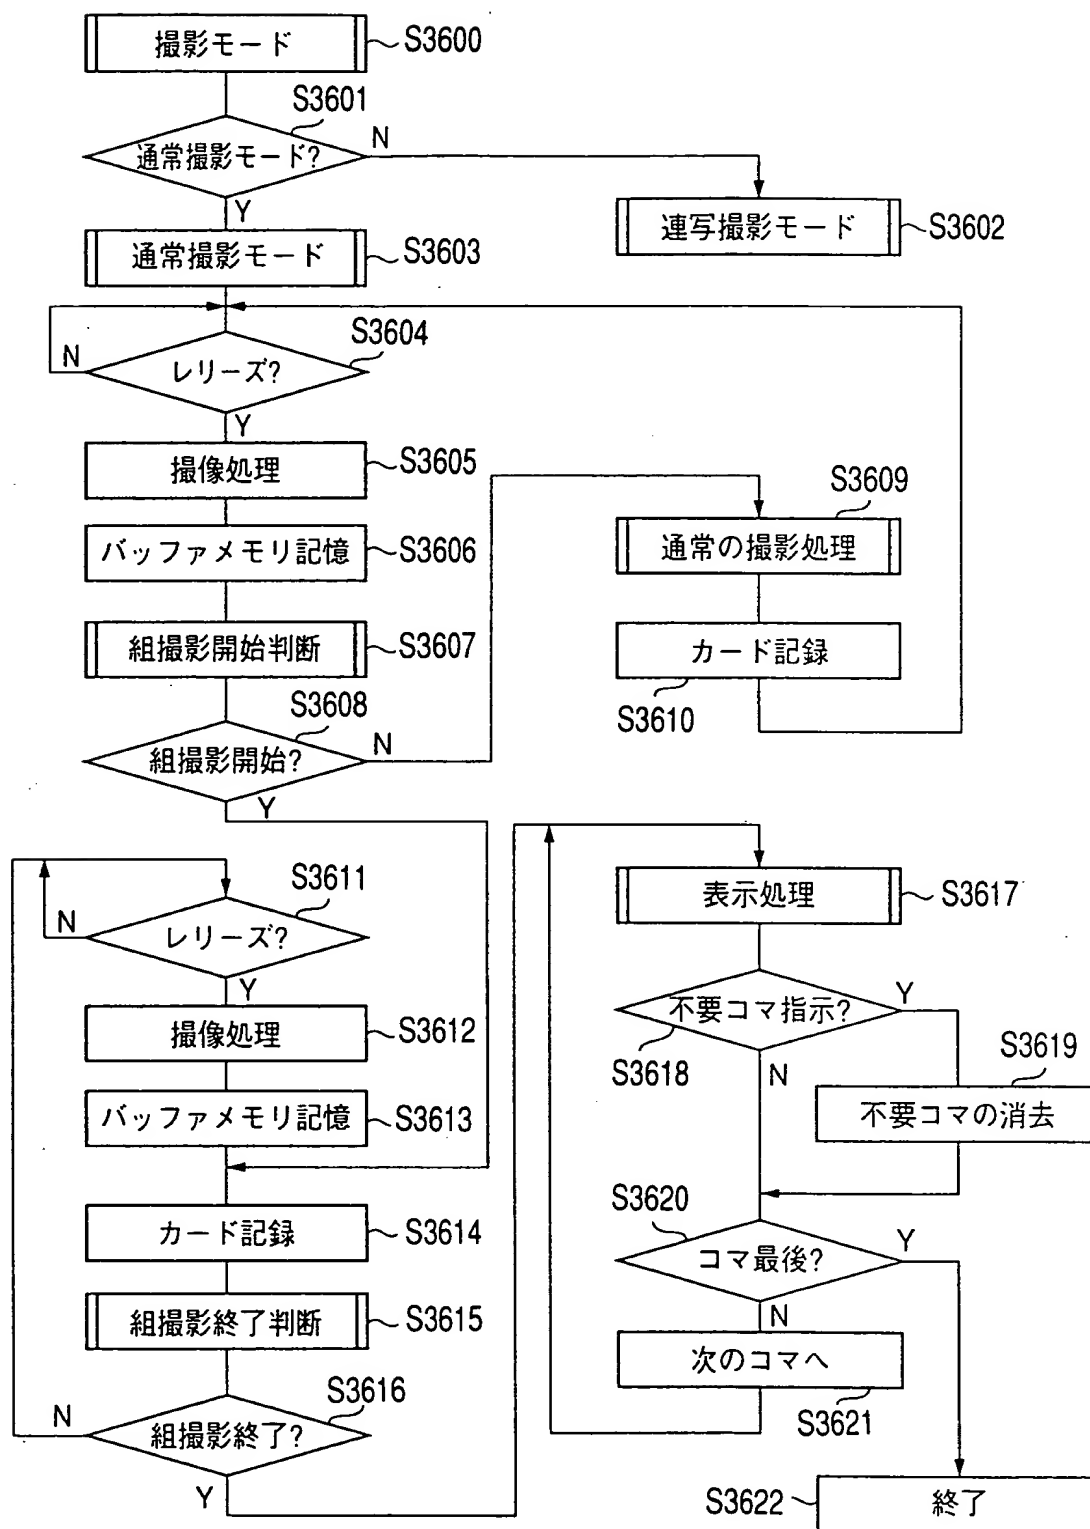 撮影モード
S3600
S3601
通常撮影モード?
N
Y
連写撮影モード
S3602
通常撮影モード
S3603
S3604
N
レリーズ?
Y
撮像処理
S3605
バッファメモリ記憶
S3606
組撮影開始判断
S3607
S3608
組撮影開始?
N
Y
S3609
通常の撮影処理
カード記録
S3610
S3611
N
レリーズ?
Y
撮像処理
S3612
バッファメモリ記憶
S3613
カード記録
S3614
組撮影終了判断
S3615
S3616
N
組撮影終了?
Y
表示処理
S3617
不要コマ指示?
Y
S3618
N
S3619
不要コマの消去
S3620
コマ最後?
Y
N
次のコマへ
S3621
S3622
終了